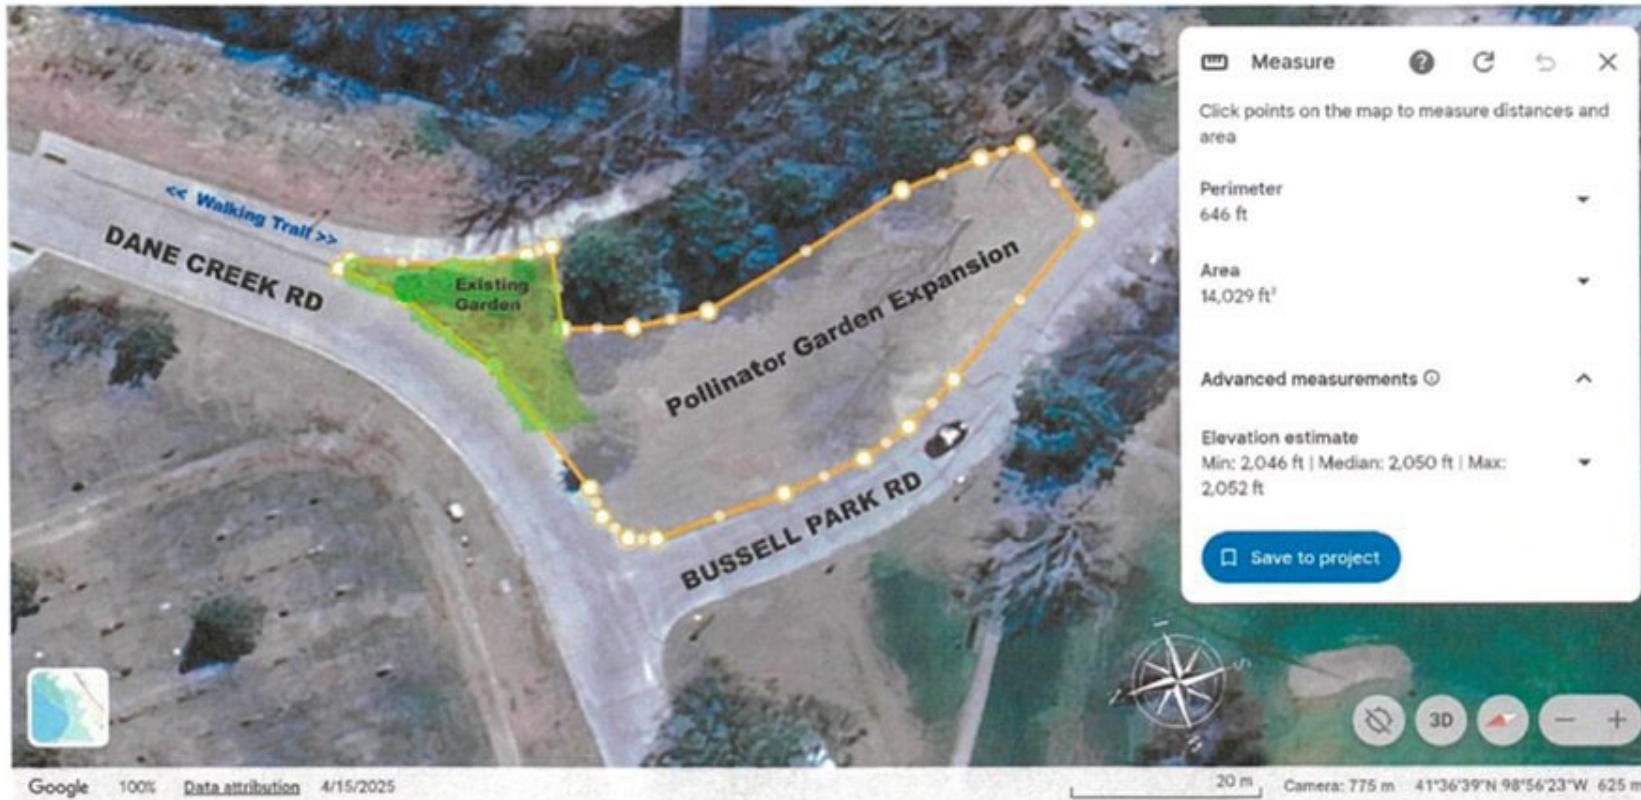 Measure
Click points on the map to measure distances and
area
Perimeter
646 ft
Area
14,029 ft²
Advanced measurements
Elevation estimate
Min: 2,046 ft | Median: 2,050 ft | Max:
2,052 ft
Save to project
<< Walking Trail >>
DANE CREEK RD
Existing
Garden
Pollinator Garden Expansion
BUSSELL PARK RD
S
3D
Google 100% Data attribution 4/15/2025 20 m Camera: 775 m 41°36'39"N 98°56'23"W 625 m